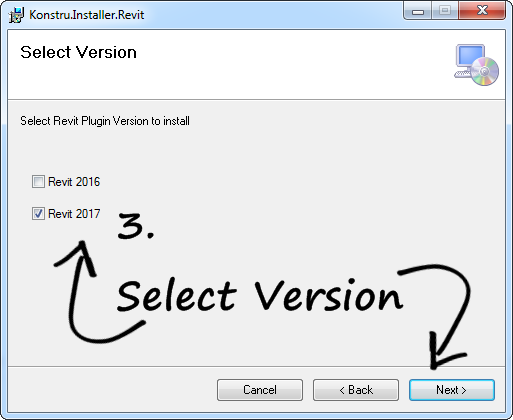 Konstru.Installer.Revit
Select Version
Select Revit Plugin Version to install
Revit 2016
Revit 2017
3.
Select Version
Cancel
< Back
Next >